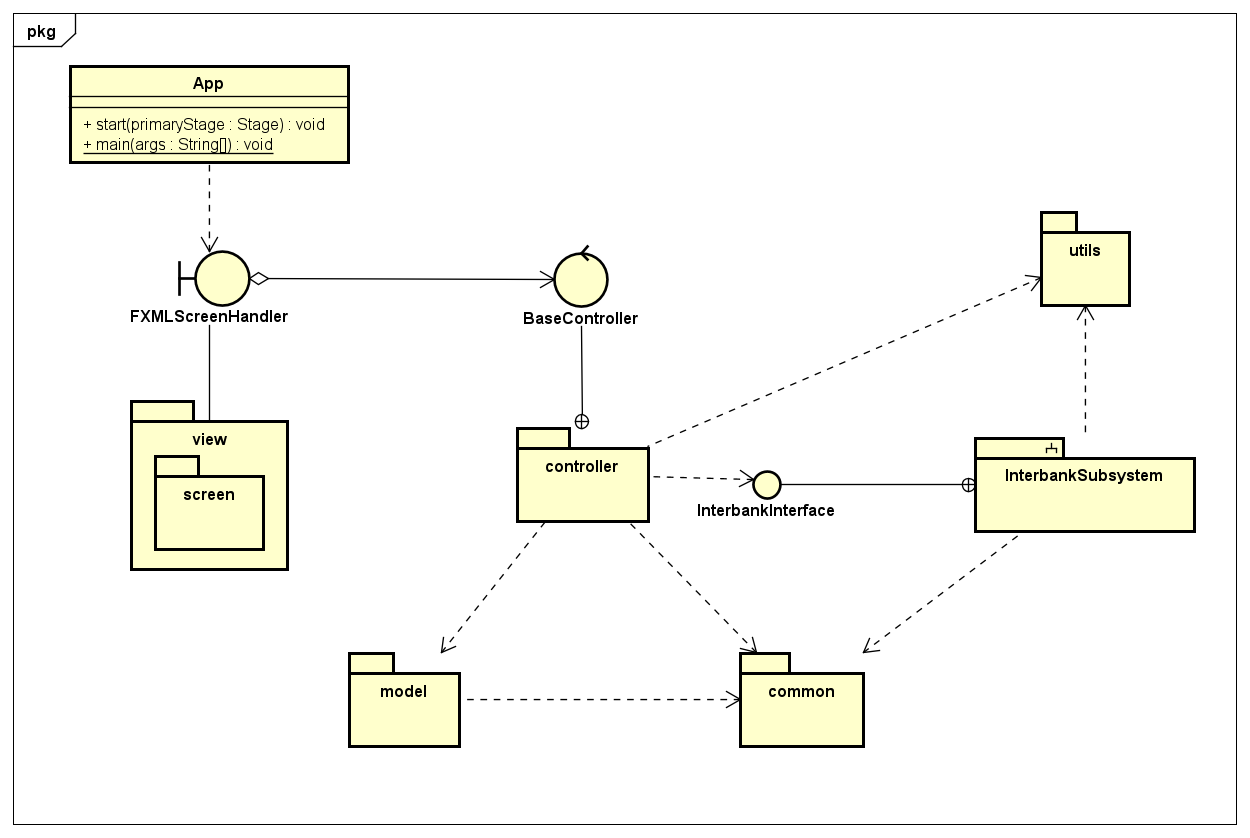 pkg
App
+ start(primaryStage : Stage) : void
+ main(args : String[]) : void
utils
FXMLScreenHandler
BaseController
view
controller
InterbankSubsystem
screen
InterbankInterface
model
common